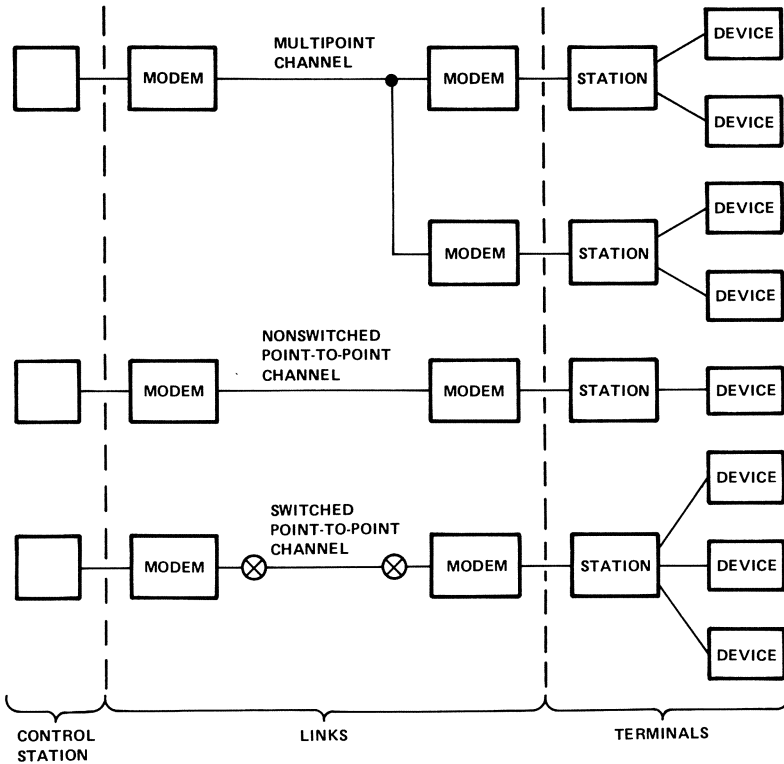 MULTIPOINT
CHANNEL
DEVICE
MODEM
MODEM
STATION
DEVICE
DEVICE
MODEM
STATION
DEVICE
NONSWITCHED
POINT-TO-POINT
CHANNEL
MODEM
MODEM
STATION
DEVICE
DEVICE
SWITCHED
POINT-TO-POINT
CHANNEL
MODEM
MODEM
STATION
DEVICE
DEVICE
CONTROL
STATION
LINKS
TERMINALS